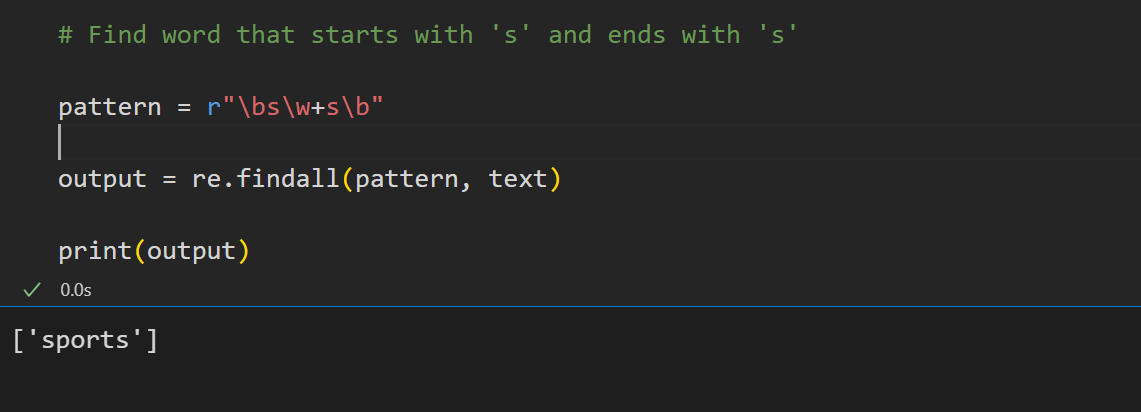 # Find word that starts with 's' and ends with 's'
pattern = r"\bs\w+s\b"
output = re.findall(pattern, text)
print(output)
0.0s
['sports']